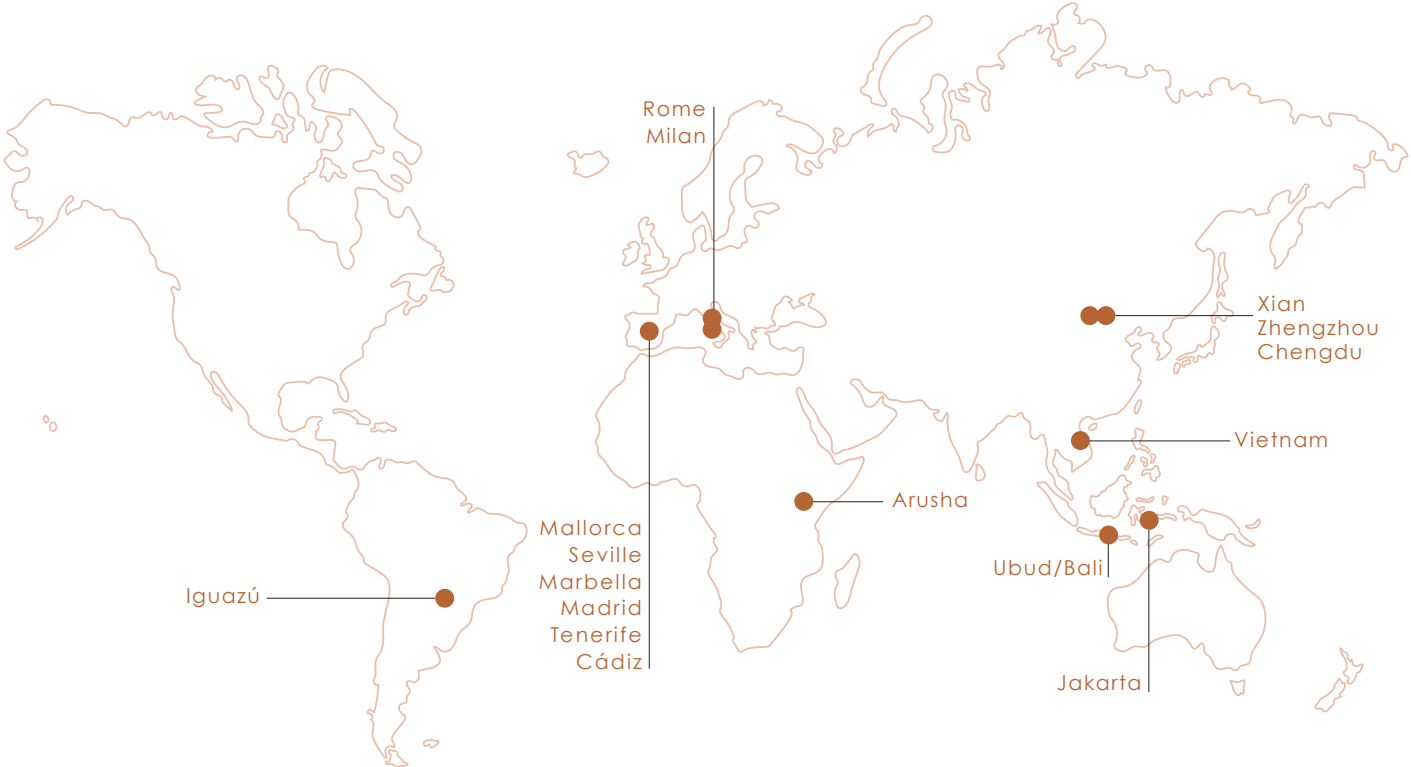 Rome
Milan
Xian
Zhengzhou
Chengdu
Vietnam
Arusha
Mallorca
Seville
Marbella
Madrid
Tenerife
Cádiz
Ubud/Bali
Iguazú
Jakarta